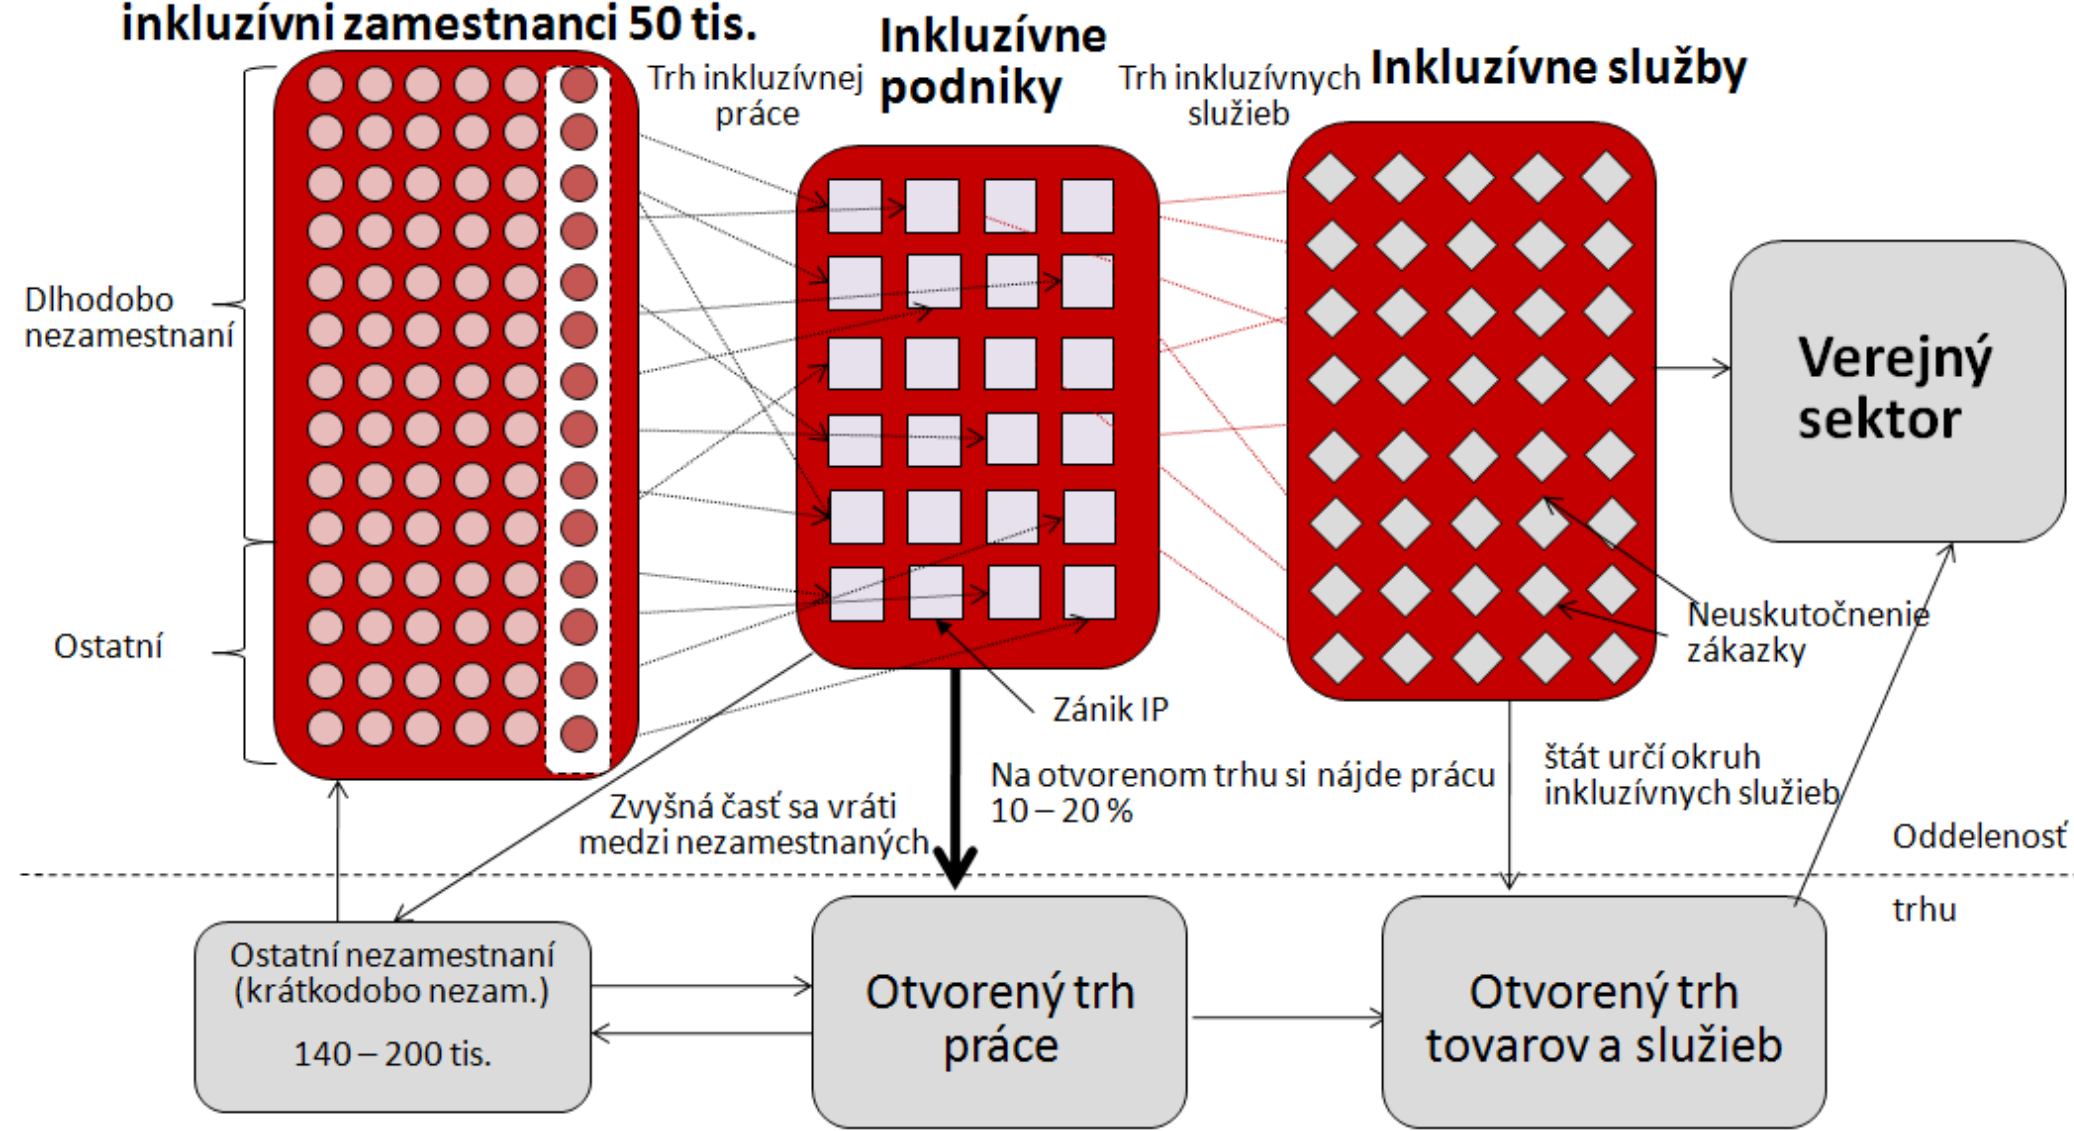 inkluzívni zamestnanci 50 tis.
Inkluzívne
podniky
Inkluzívne služby
Trh inkluzívnej
práce
Trh inkluzívnych
služieb
Dlhodobo
nezamestnaní
Ostatní
Verejný
sektor
Neuskutočnenie
zákazky
Zánik IP
Zvyšná časť sa vráti
medzi nezamestnaných
Na otvorenom trhu si nájde prácu
10 – 20 %
štát určí okruh
inkluzívnych služieb
Oddelenosť
trhu
Ostatní nezamestnaní
(krátkodobo nezam.)
140 – 200 tis.
Otvorený trh
práce
Otvorený trh
tovarov a služieb